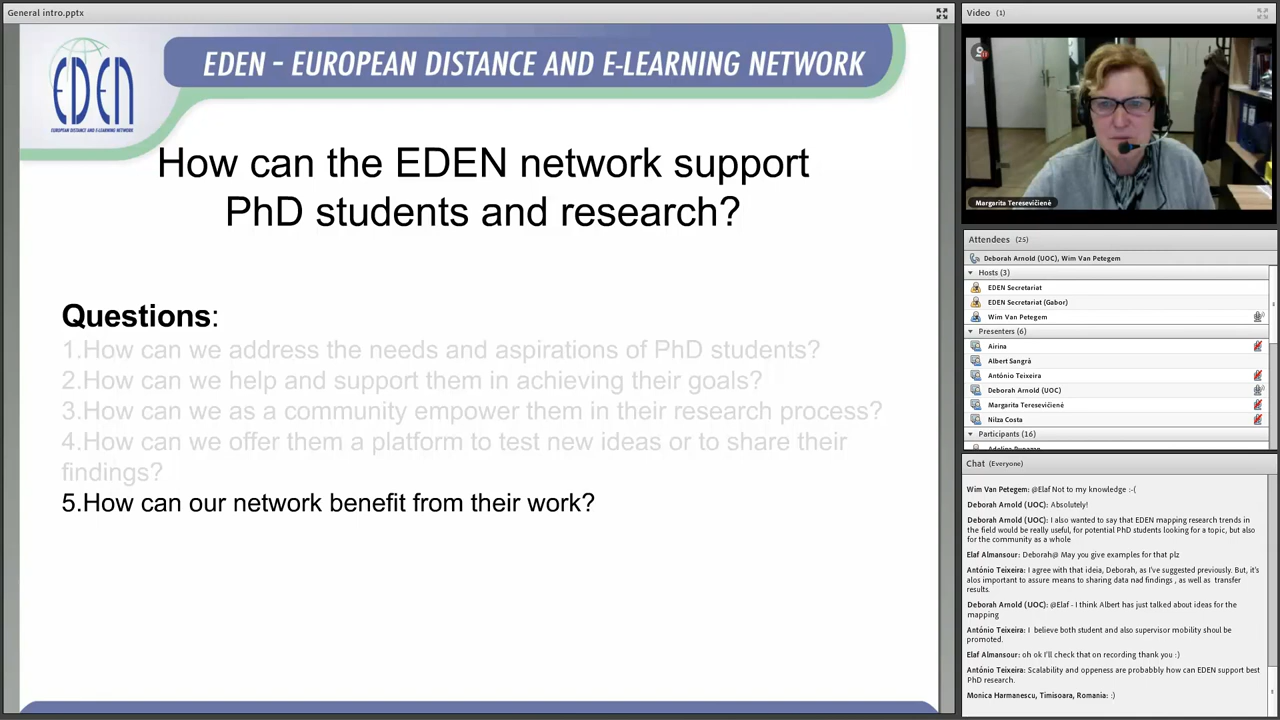 General intro.pptx
EDEN
EUROPEAN DISTANCE AND E-LEARNING NETWORK
EDEN - EUROPEAN DISTANCE AND E-LEARNING NETWORK
How can the EDEN network support
PhD students and research?
Questions:
1.How can we address the needs and aspirations of PhD students?
2.How can we help and support them in achieving their goals?
3.How can we as a community empower them in their research process?
4.How can we offer them a platform to test new ideas or to share their
findings?
5.How can our network benefit from their work?
Video (1)
Margarita Teresevičienė
Attendees (25)
Deborah Arnold (UOC), Wim Van Petegem
Hosts (3)
EDEN Secretariat
EDEN Secretariat (Gabor)
Wim Van Petegem
Presenters (6)
Airina
Albert Sangrà
António Teixeira
Deborah Arnold (UOC)
Margarita Teresevičienė
Nilza Costa
Participants (16)
Chat (Everyone)
Wim Van Petegem: @Elaf Not to my knowledge :-(
Deborah Arnold (UOC): Absolutely!
Deborah Arnold (UOC): I also wanted to say that EDEN mapping research trends in
the field would be really useful, for potential PhD students looking for a topic, but also
for the community as a whole
Elaf Almansour: Deborah@ May you give examples for that plz
António Teixeira: I agree with that ideia, Deborah, as I've suggested previously. But, it's
alos important to assure means to sharing data nad findings , as well as transfer
results.
Deborah Arnold (UOC): @Elaf - I think Albert has just talked about ideas for the
mapping
António Teixeira: I believe both student and also supervisor mobility shoul be
promoted.
Elaf Almansour: oh ok I'll check that on recording thank you :)
António Teixeira: Scalability and oppeness are probabbly how can EDEN support best
PhD research.
Monica Harmanescu, Timisoara, Romania: :)